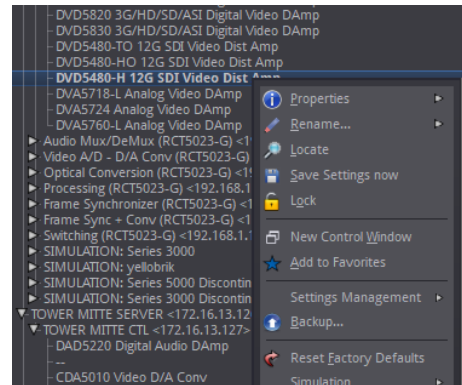 DVD5820 3G/HD/SD/ASI Digital Video DAmp
DVD5830 3G/HD/SD/ASI Digital Video DAmp
DVD5480-TO 12G SDI Video Dist Amp
DVD5480-HO 12G SDI Video Dist Amp
DVD5480-H 12G SDI Video Dist Amp
DVA5718-L Analog Video DAmp
DVA5724 Analog Video DAmp
DVA5760-L Analog Video DAmp
Audio Mux/DeMux (RCT5023-G) <1
Video A/D - D/A Conv (RCT5023-G)
Optical Conversion (RCT5023-G) <19
Processing (RCT5023-G) <192.168.1
Frame Synchronizer (RCT5023-G) <
Frame Sync + Conv (RCT5023-G) <1
Switching (RCT5023-G) <192.168.1.
SIMULATION: Series 3000
SIMULATION: yellobrik
SIMULATION: Series 5000 Discontin
SIMULATION: Series 3000 Discontin
TOWER MITTE SERVER <172.16.13.12
TOWER MITTE CTL <172.16.13.127>
DAD5220 Digital Audio DAmp
--
CDA5010 Video D/A Conv
Properties
Rename...
Locate
Save Settings now
Lock
New Control Window
Add to Favorites
Settings Management
Backup...
Reset Factory Defaults
Simulation